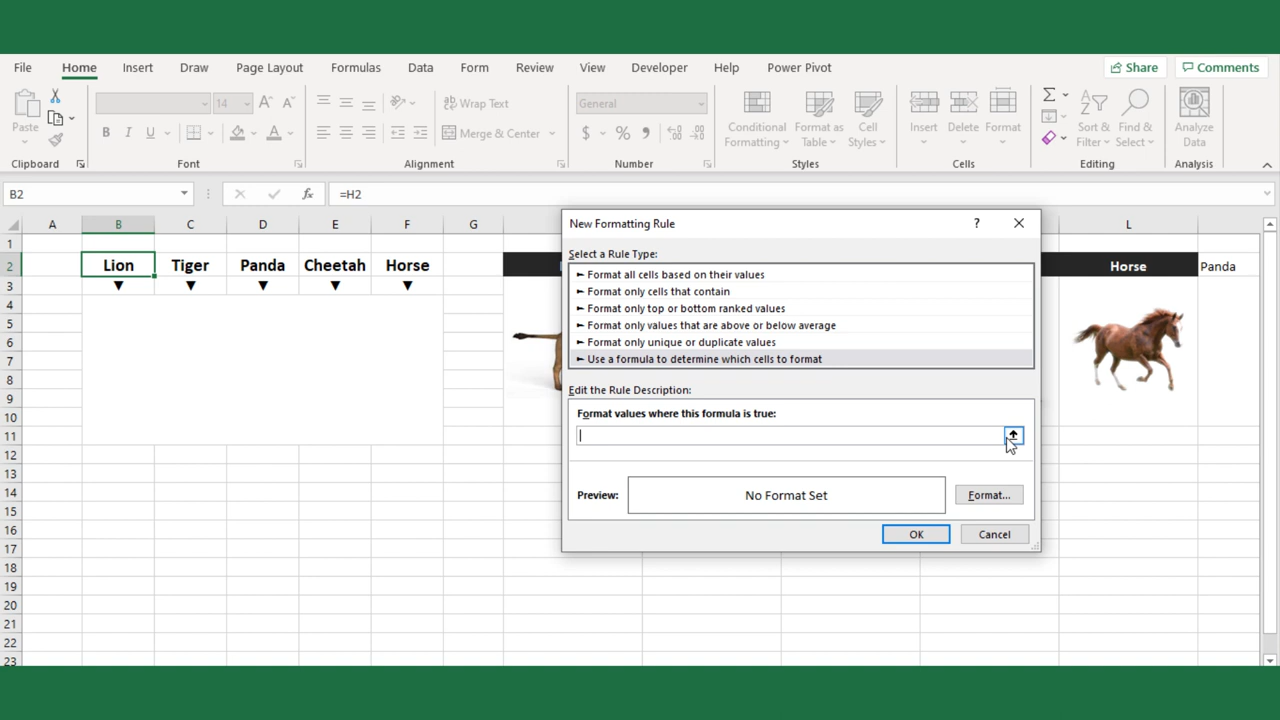 File Home Insert Draw Page Layout Formulas Data Form Review View Developer Help Power Pivot Share Comments
14 A A ab Wrap Text General
Paste B I U A Merge & Center $ % Conditional Formatting Format as Table Cell Styles Insert Delete Format Sort & Filter Find & Select Analyze Data
Clipboard Font Alignment Number Styles Cells Editing Analysis
B2 fx =H2
A B C D E F G L
1
2 Lion Tiger Panda Cheetah Horse Horse Panda
3
4
5
6
7
8
9
10
11
12
13
14
15
16
17
18
19
20
21
22
23
New Formatting Rule ?
Select a Rule Type:
► Format all cells based on their values
► Format only cells that contain
► Format only top or bottom ranked values
► Format only values that are above or below average
► Format only unique or duplicate values
► Use a formula to determine which cells to format
Edit the Rule Description:
Format values where this formula is true:
Preview: No Format Set Format...
OK Cancel